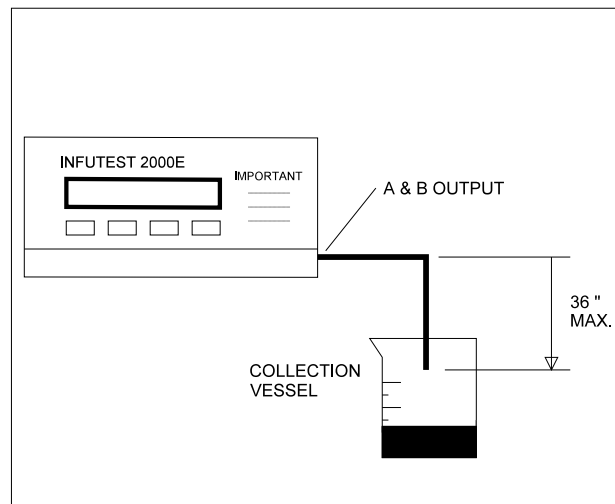 INFUTEST 2000E
IMPORTANT
A & B OUTPUT
36 "
MAX.
COLLECTION
VESSEL